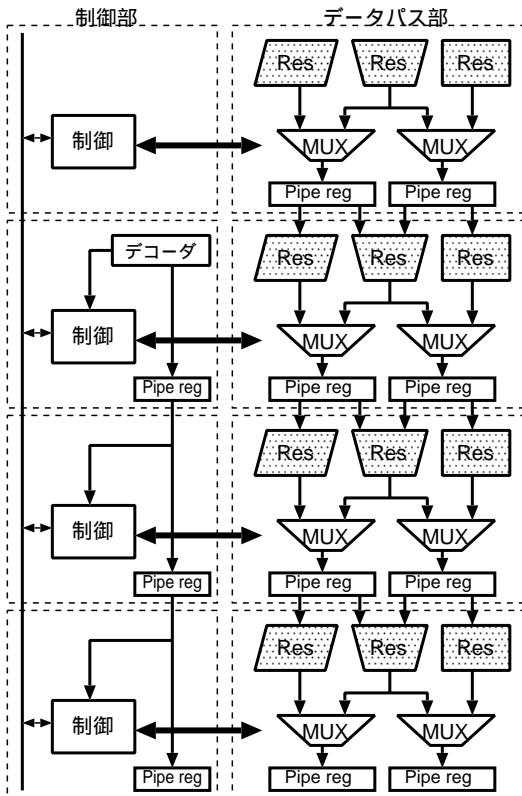 制御部
データパス部
Res Res Res
制御
MUX MUX
Pipe reg Pipe reg
デコーダ
Res Res Res
制御
MUX MUX
Pipe reg Pipe reg Pipe reg
Res Res Res
制御
MUX MUX
Pipe reg Pipe reg Pipe reg
Res Res Res
制御
MUX MUX
Pipe reg Pipe reg Pipe reg